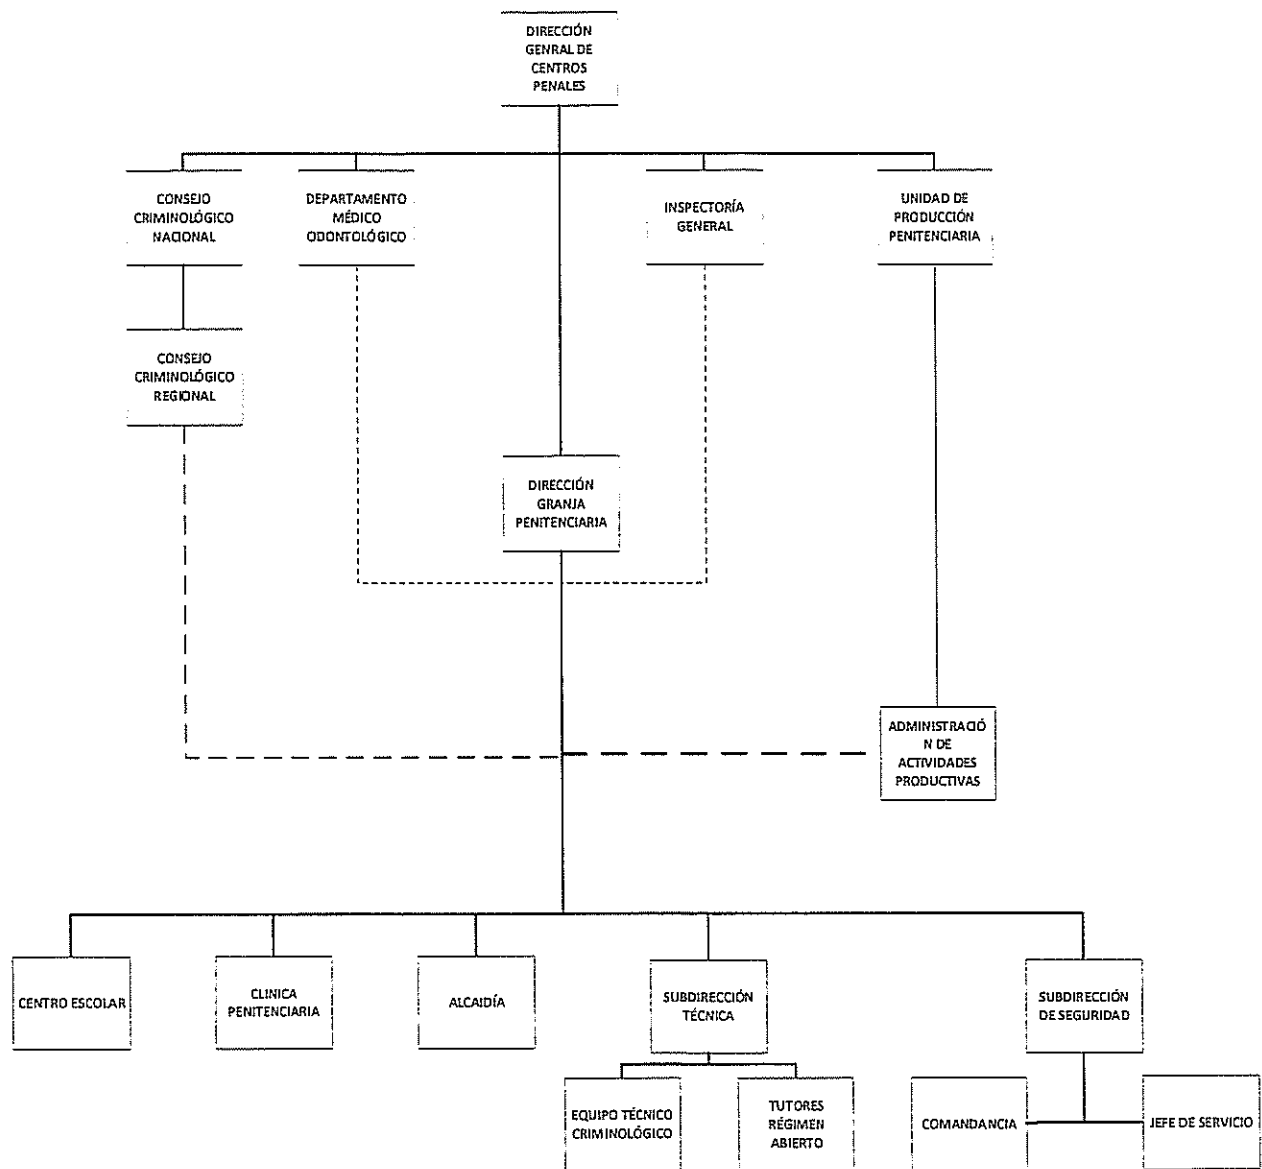 DIRECCIÓN
GENRAL DE
CENTROS
PENALES
CONSEJO
CRIMINOLÓGICO
NACIONAL
DEPARTAMENTO
MÉDICO
ODONTOLÓGICO
INSPECTORÍA
GENERAL
UNIDAD DE
PRODUCCIÓN
PENITENCIARIA
CONSEJO
CRIMINOLÓGICO
REGIONAL
DIRECCIÓN
GRANJA
PENITENCIARIA
ADMINISTRACIÓ
N DE
ACTIVIDADES
PRODUCTIVAS
CENTRO ESCOLAR
CLINICA
PENITENCIARIA
ALCAIDÍA
SUBDIRECCIÓN
TÉCNICA
SUBDIRECCIÓN
DE SEGURIDAD
EQUIPO TÉCNICO
CRIMINOLÓGICO
TUTORES
RÉGIMEN
ABIERTO
COMANDANCIA
JEFE DE SERVICIO